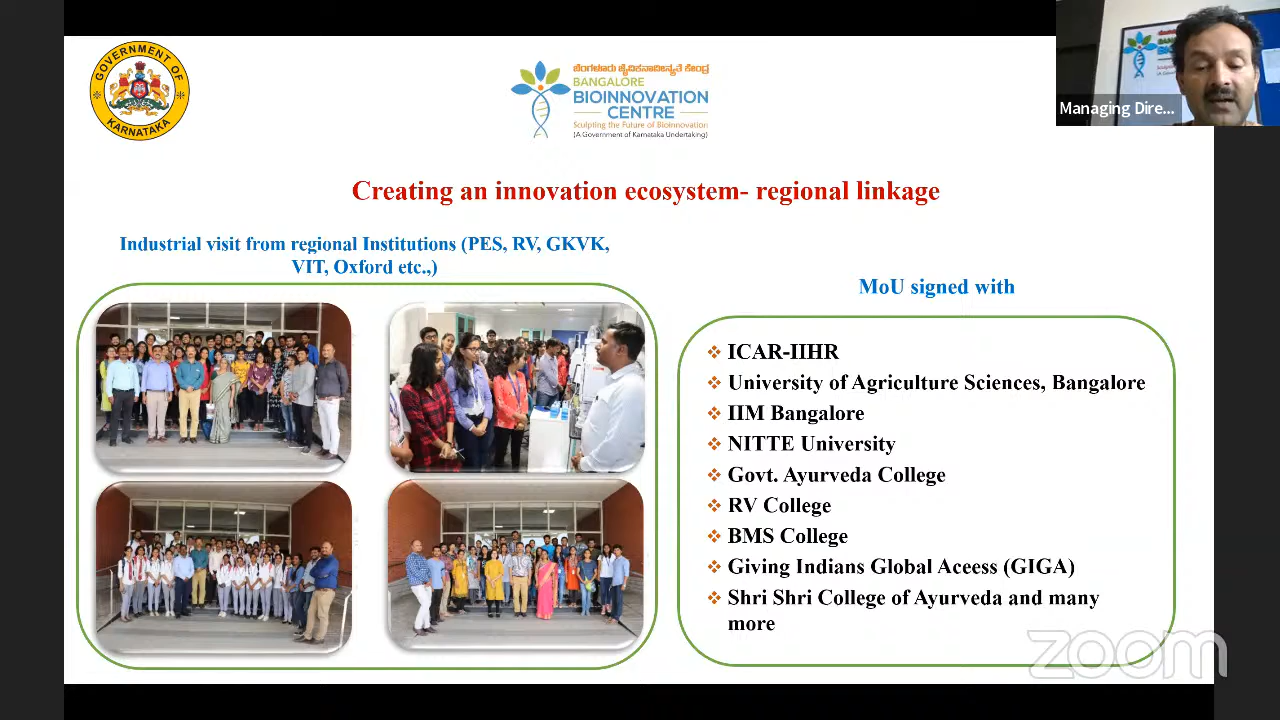 GOVERNMENT OF
KARNATAKA
ಬೆಂಗಳೂರು ಜೈವಿಕನಾವೀನ್ಯತೆ ಕೇಂದ್ರ
BANGALORE
BIOINNOVATION
CENTRE
Sculpting the Future of Bioinnovation
(A Government of Karnataka Undertaking)
Managing Dire...
Creating an innovation ecosystem- regional linkage
Industrial visit from regional Institutions (PES, RV, GKVK,
VIT, Oxford etc.,)
MoU signed with
❖ ICAR-IIHR
❖ University of Agriculture Sciences, Bangalore
❖ IIM Bangalore
❖ NITTE University
❖ Govt. Ayurveda College
❖ RV College
❖ BMS College
❖ Giving Indians Global Aceess (GIGA)
❖ Shri Shri College of Ayurveda and many
more
zoom